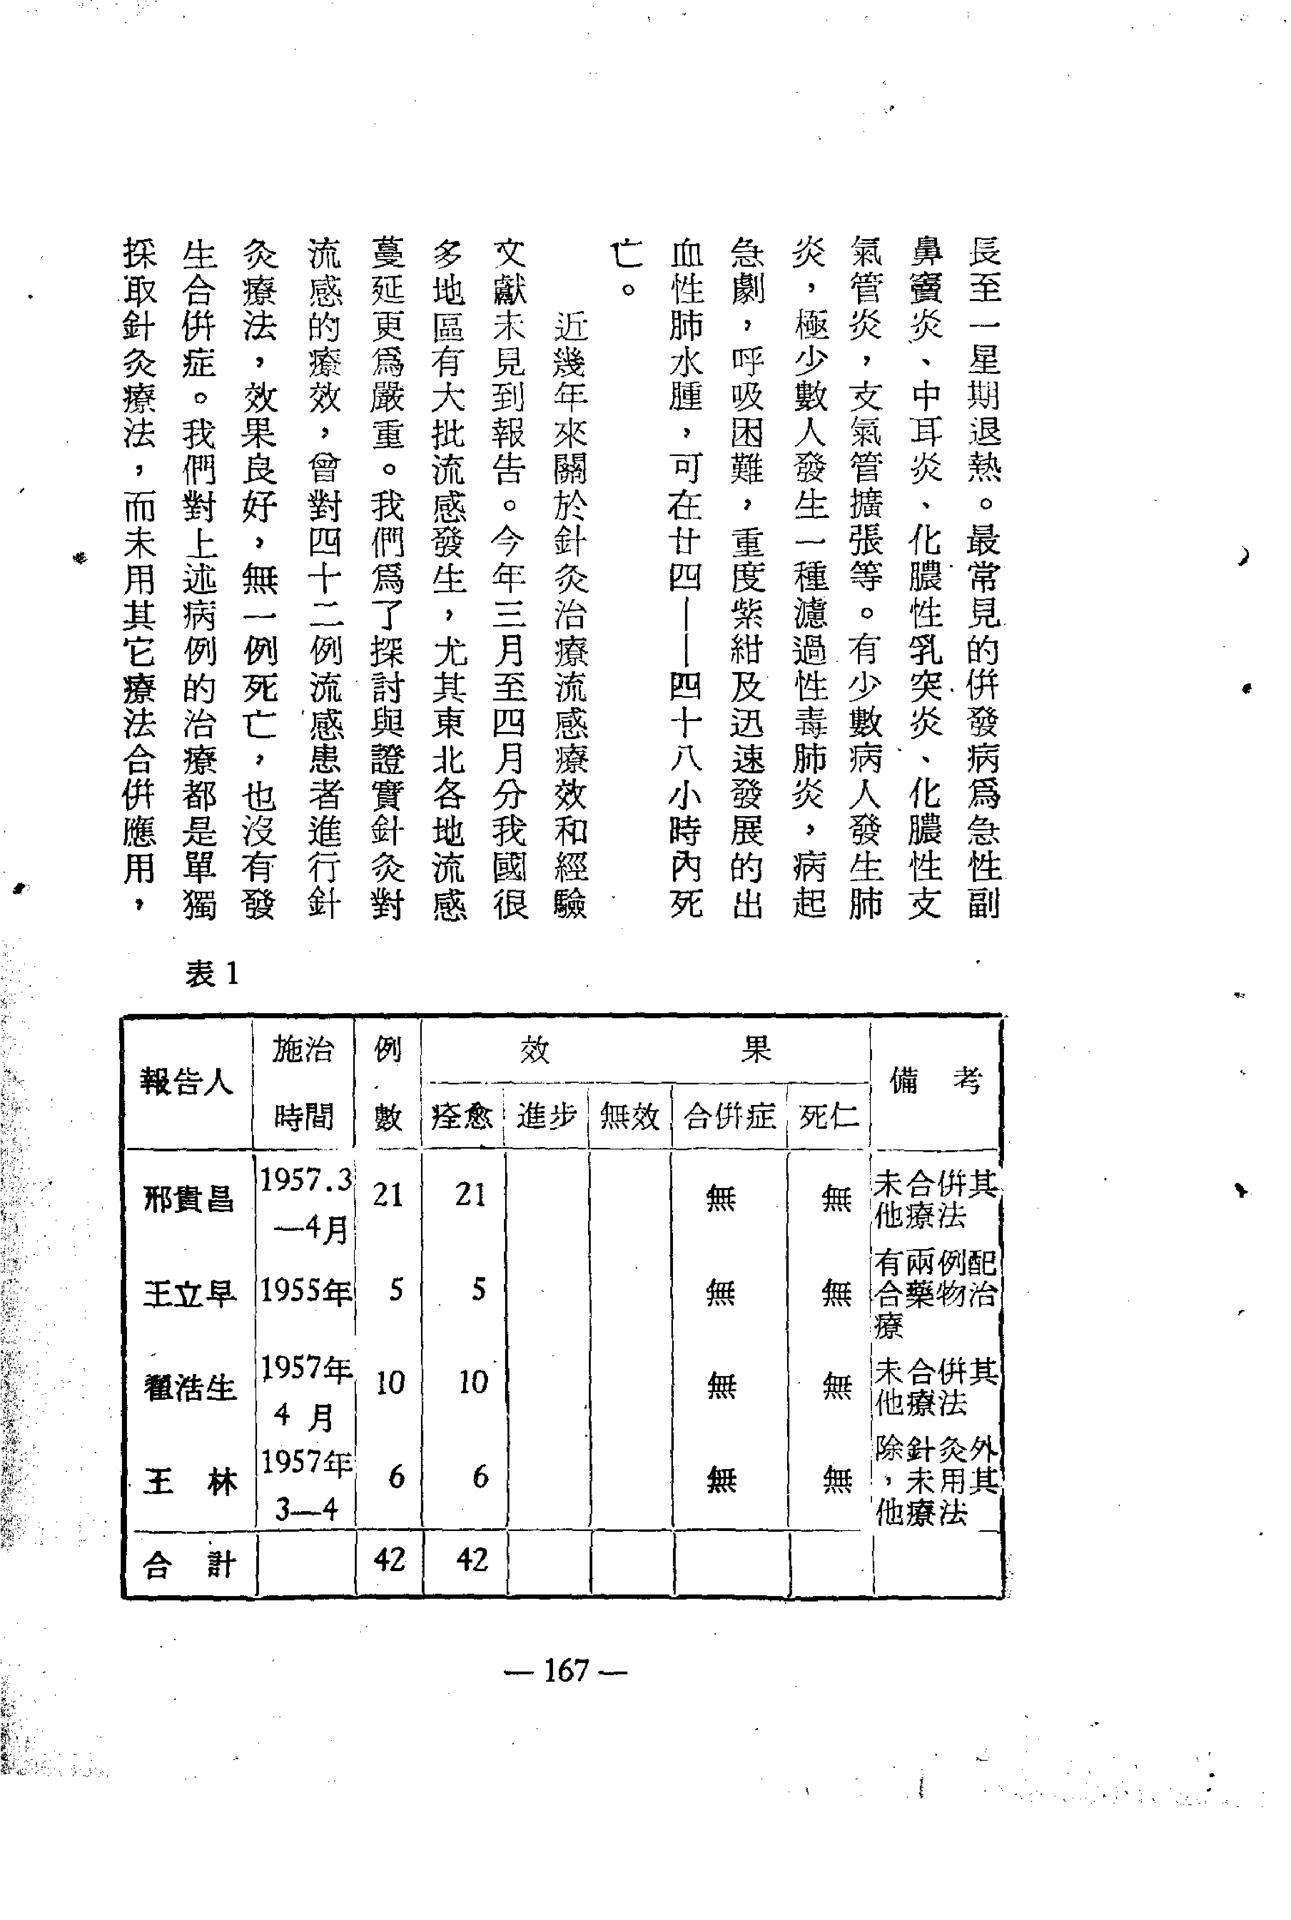 長至一星期退熱。最常見的併發病爲急性副
鼻竇炎、中耳炎、化膿性乳突炎、化膿性支
氣管炎，支氣管擴張等。有少數病人發生肺
炎，極少數人發生一種濾過性毒肺炎，病起
急劇，呼吸困難，重度紫紺及迅速發展的出
血性肺水腫，可在廿四——四十八小時內死
亡。
近幾年來關於針灸治療流感療效和經驗
文獻未見到報告。今年三月至四月分我國很
多地區有大批流感發生，尤其東北各地流感
蔓延更爲嚴重。我們爲了探討與證實針灸對
流感的療效，曾對四十二例流感患者進行針
灸療法，效果良好，無一例死亡，也沒有發
生合併症。我們對上述病例的治療都是單獨
採取針灸療法，而未用其它療法合併應用，
表1
報告人 施治時間 例數 效果 備考
痊愈 進步 無效 合併症 死仁
邢貴昌 1957.3—4月 21 21 無 無 未合併其他療法
王立早 1955年 5 5 無 無 有兩例配合藥物治療
翟浩生 1957年4月 10 10 無 無 未合併其他療法
王林 1957年3—4 6 6 無 無 除針灸外，未用其他療法
合計 42 42
—167—